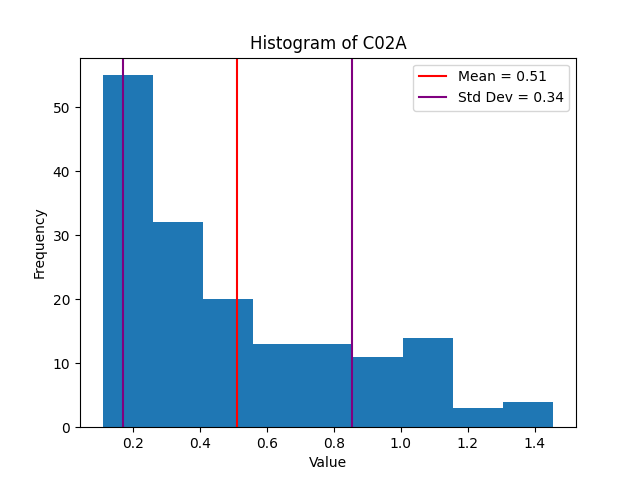 Histogram of C02A
Mean = 0.51
Std Dev = 0.34
Frequency
50
40
30
20
10
0
0.2 0.4 0.6 0.8 1.0 1.2 1.4
Value